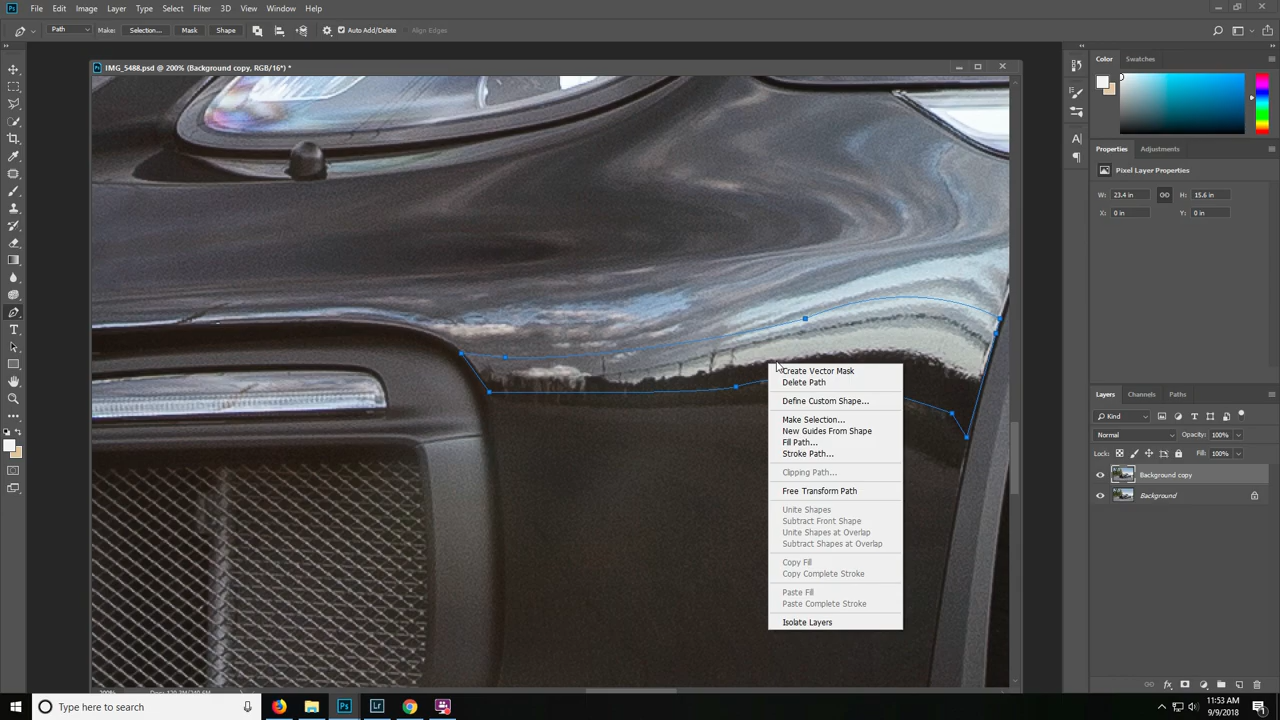 File Edit Image Layer Type Select Filter 3D View Window Help
Path Make: Selection... Mask Shape Auto Add/Delete Align Edges
IMG_5488.psd @ 200% (Background copy, RGB/16*) *
Color Swatches
Properties Adjustments
Pixel Layer Properties
W: 23.4 in H: 15.6 in
X: 0 in Y: 0 in
Create Vector Mask
Delete Path
Define Custom Shape...
Make Selection...
New Guides From Shape
Fill Path...
Stroke Path...
Clipping Path...
Free Transform Path
Unite Shapes
Subtract Front Shape
Unite Shapes at Overlap
Subtract Shapes at Overlap
Copy Fill
Copy Complete Stroke
Paste Fill
Paste Complete Stroke
Isolate Layers
Layers Channels Paths
Kind
Normal Opacity: 100%
Lock: Fill: 100%
Background copy
Background
Type here to search
Ps Lr
11:53 AM
9/9/2018